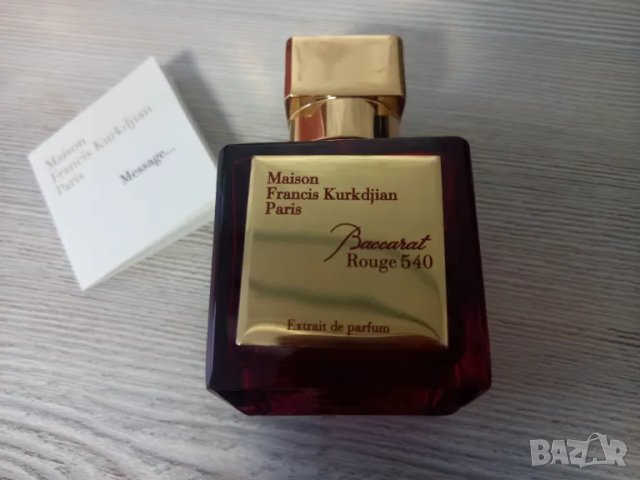 Maison
Francis Kurkdjian
Paris
Message...
Maison
Francis Kurkdjian
Paris
Baccarat
Rouge 540
Extrait de parfum
BAZAR